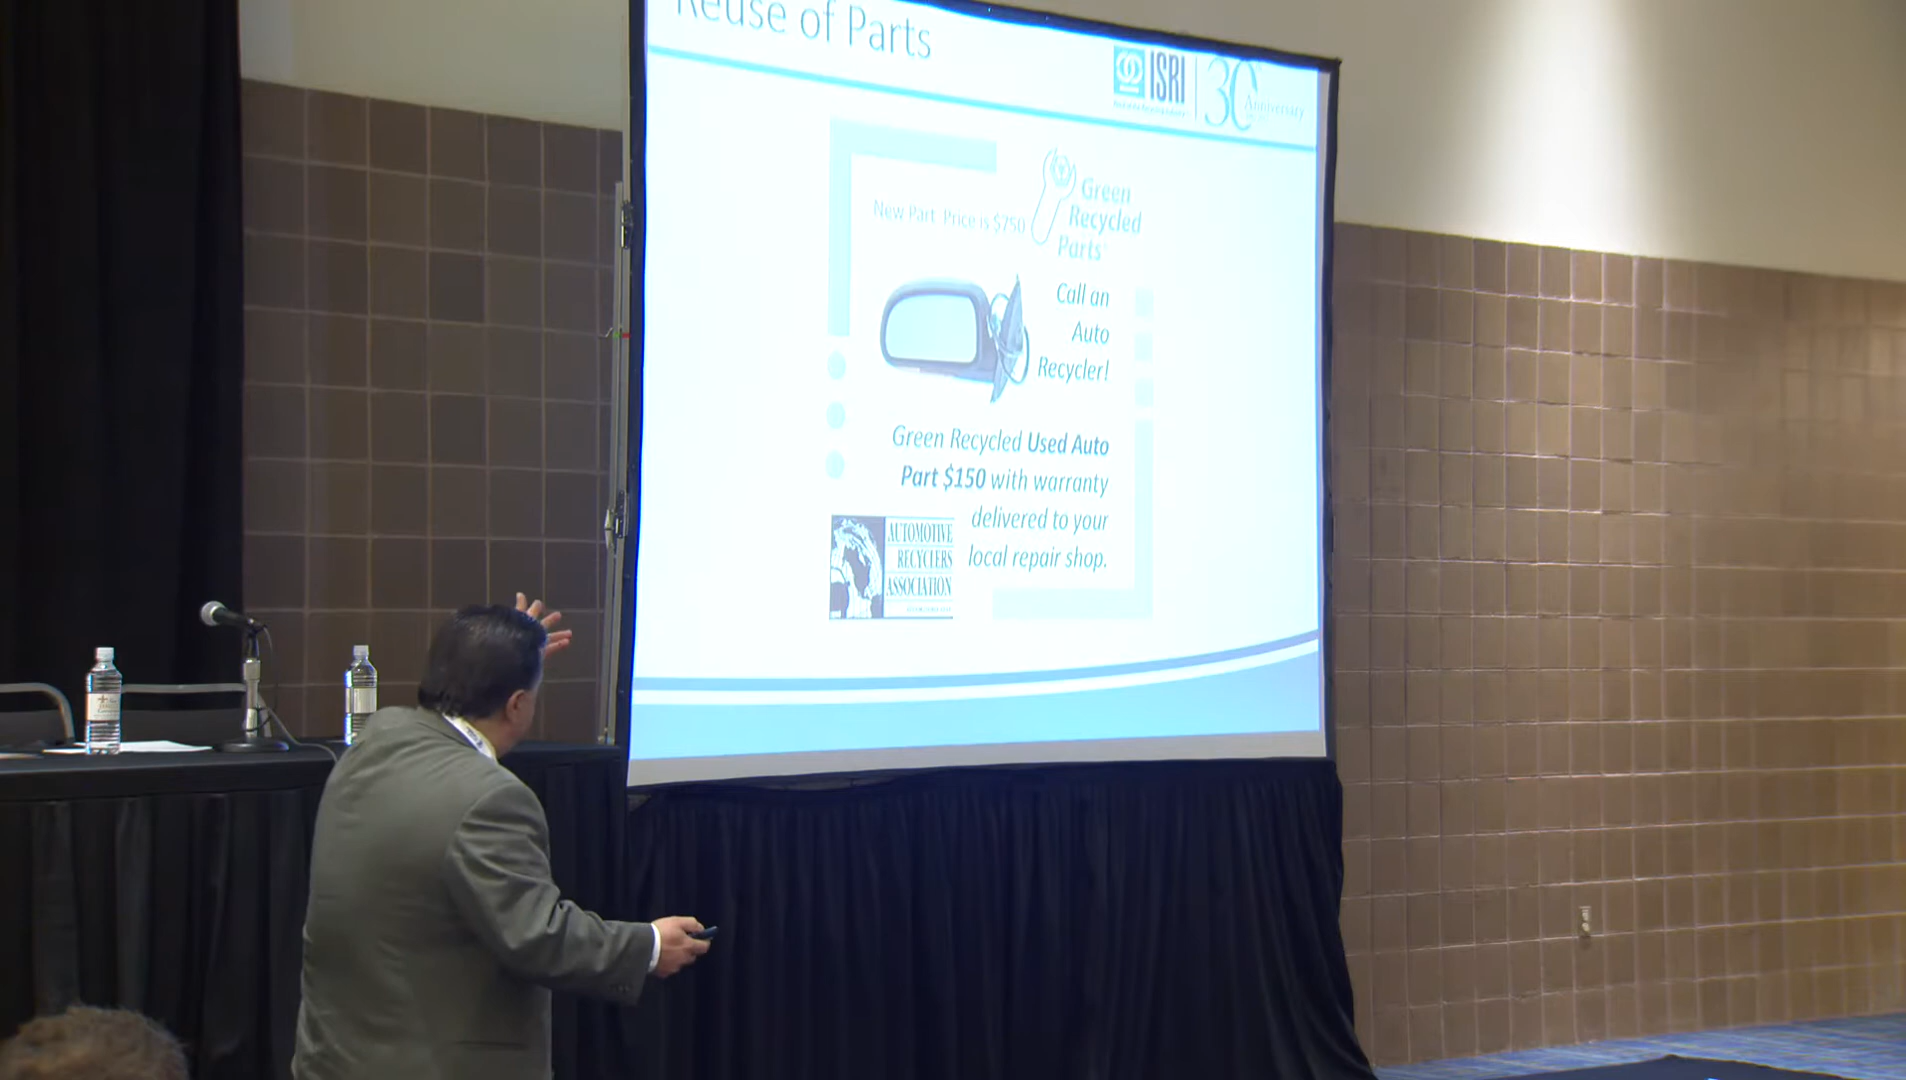 Reuse of Parts
ISRI
30
Anniversary
Green
Recycled
Parts
New Part Price is $750
Call an
Auto
Recycler!
Green Recycled Used Auto
Part $150 with warranty
delivered to your
local repair shop.
AUTOMOTIVE
RECYCLERS
ASSOCIATION